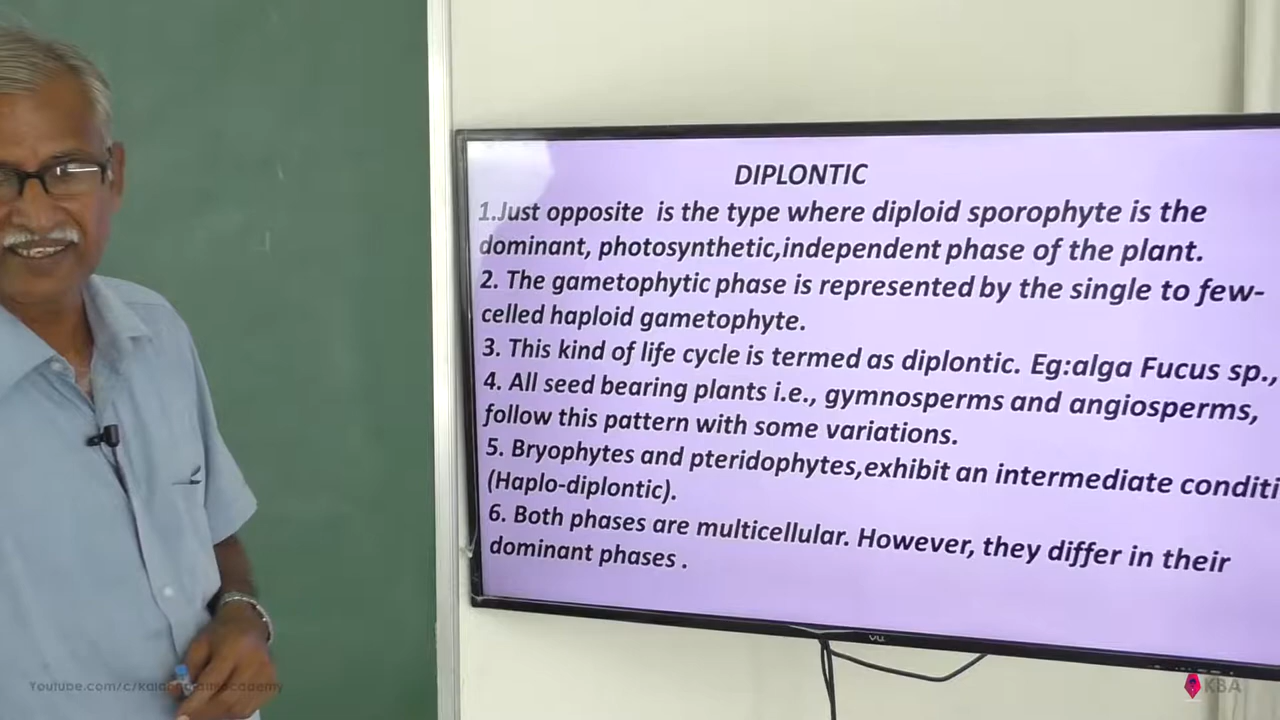 DIPLONTIC
1.Just opposite is the type where diploid sporophyte is the
dominant, photosynthetic,independent phase of the plant.
2. The gametophytic phase is represented by the single to few-
celled haploid gametophyte.
3. This kind of life cycle is termed as diplontic. Eg:alga Fucus sp.,
4. All seed bearing plants i.e., gymnosperms and angiosperms,
follow this pattern with some variations.
5. Bryophytes and pteridophytes,exhibit an intermediate conditi
(Haplo-diplontic).
6. Both phases are multicellular. However, they differ in their
dominant phases .
vu
KBA